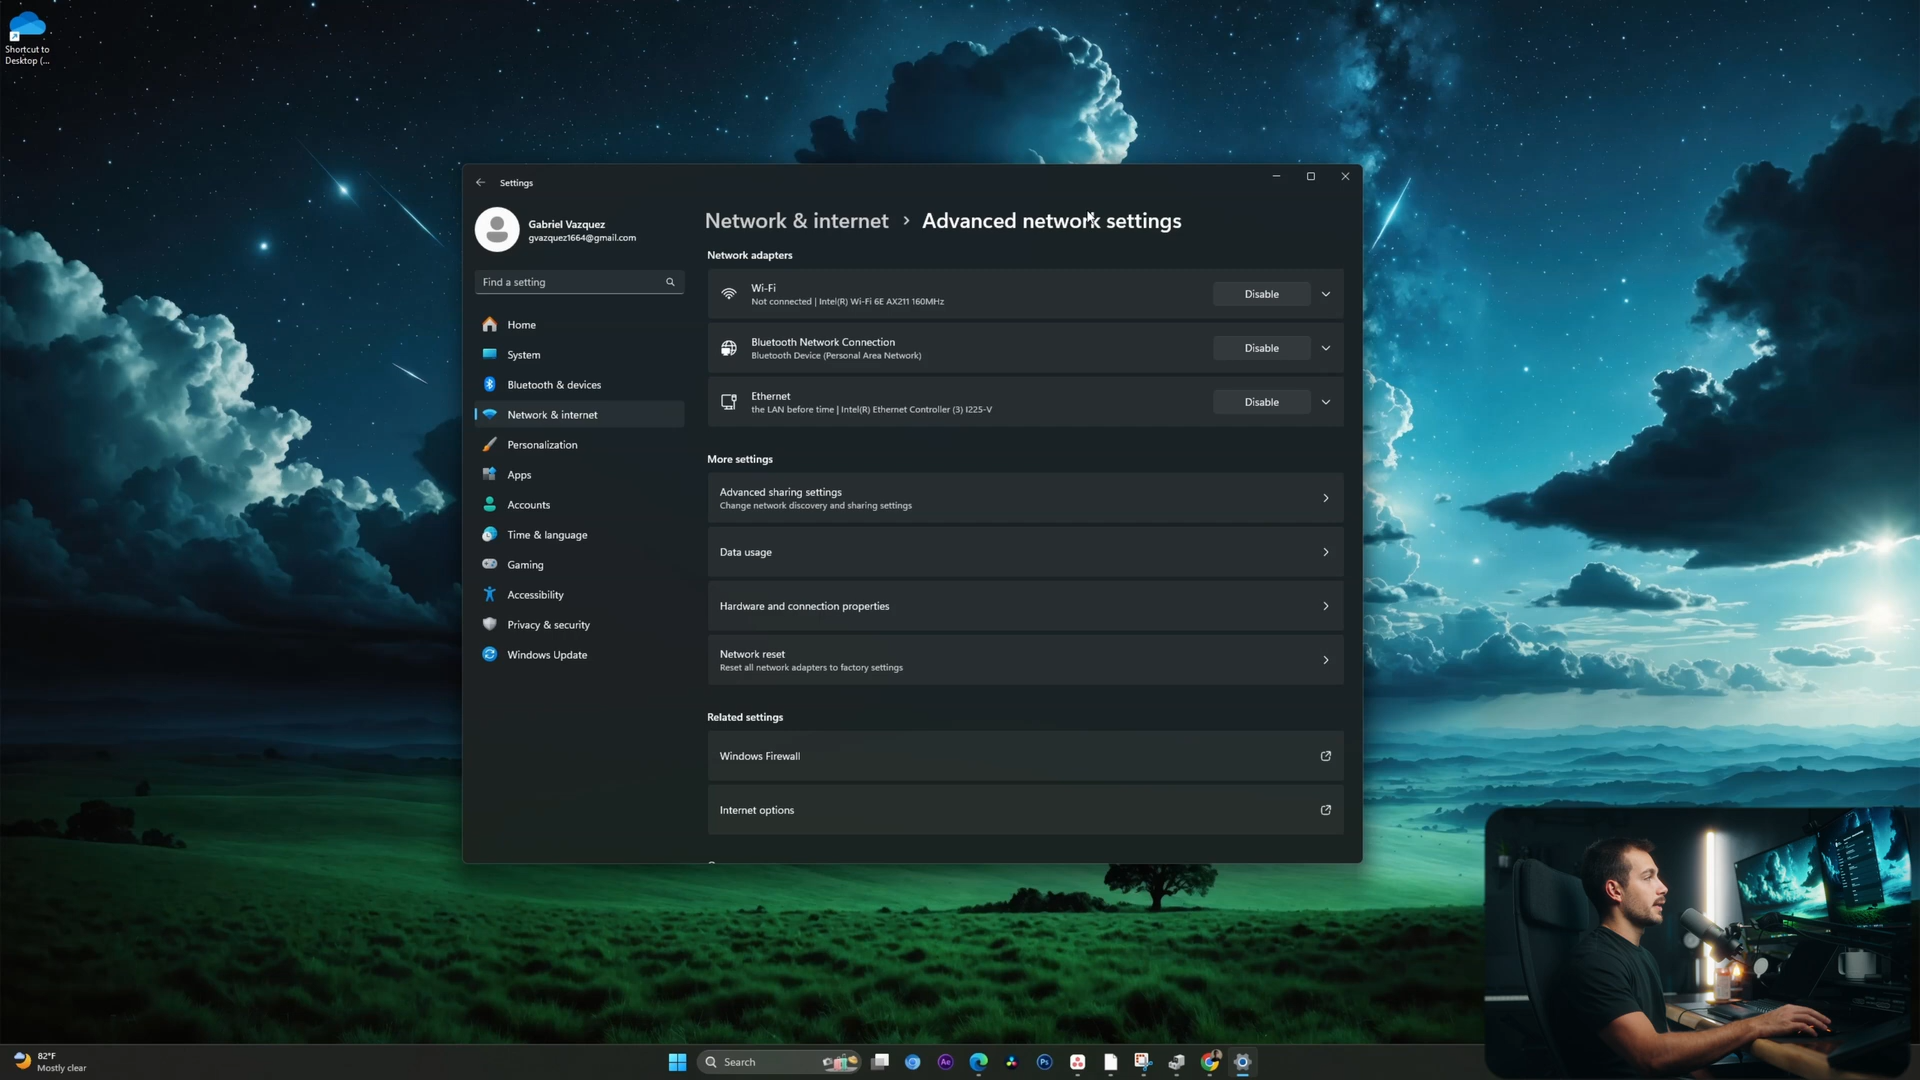 Shortcut to
Desktop (...
Settings
Gabriel Vazquez
gvazquez1664@gmail.com
Find a setting
Home
System
Bluetooth & devices
Network & internet
Personalization
Apps
Accounts
Time & language
Gaming
Accessibility
Privacy & security
Windows Update
Network & internet > Advanced network settings
Network adapters
Wi-Fi
Not connected | Intel(R) Wi-Fi 6E AX211 160MHz
Disable
Bluetooth Network Connection
Bluetooth Device (Personal Area Network)
Disable
Ethernet
the LAN before time | Intel(R) Ethernet Controller (3) I225-V
Disable
More settings
Advanced sharing settings
Change network discovery and sharing settings
Data usage
Hardware and connection properties
Network reset
Reset all network adapters to factory settings
Related settings
Windows Firewall
Internet options
82°F
Mostly clear
Search
Ae
Ps